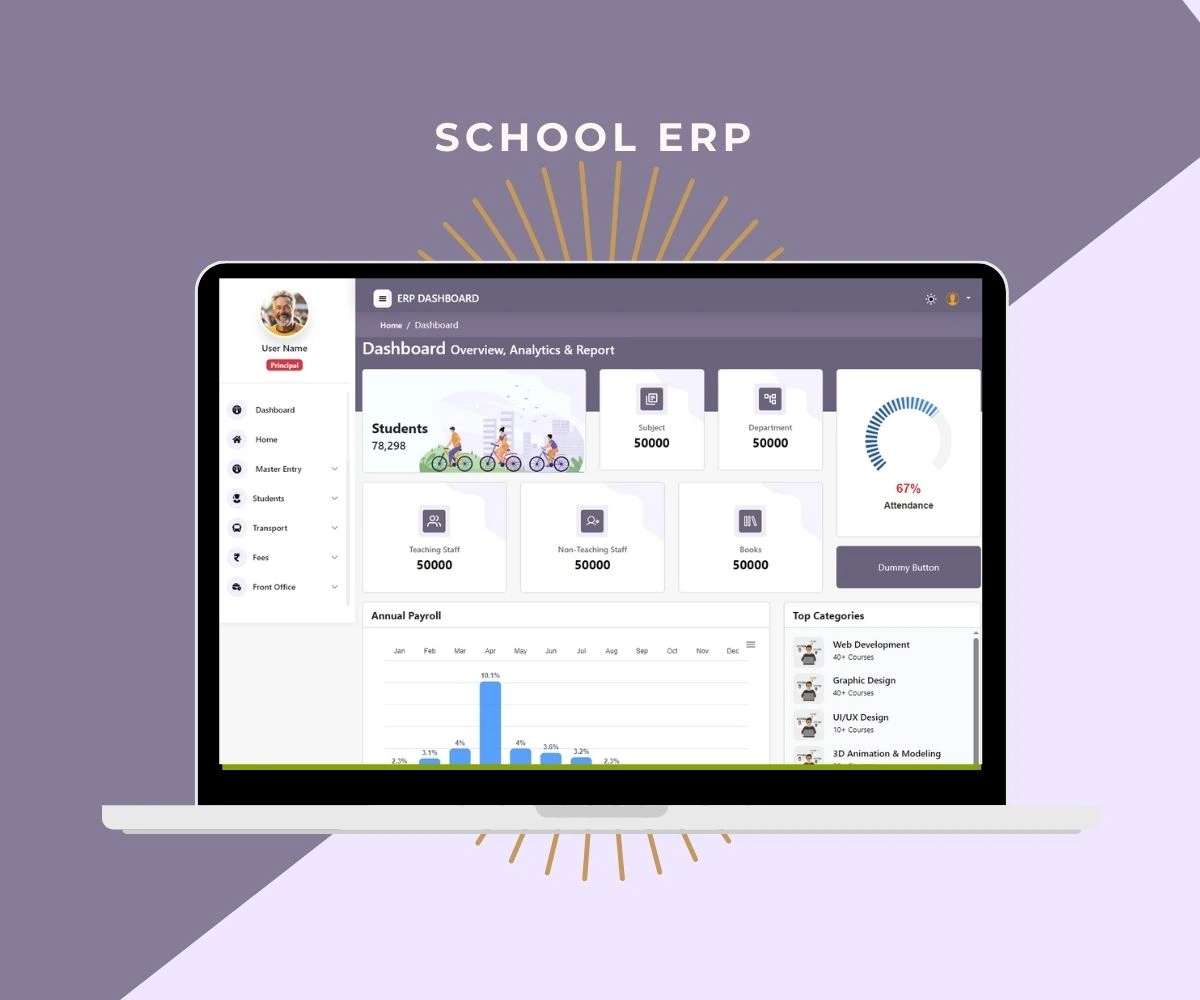 SCHOOL ERP
User Name
Principal
Dashboard
Home
Master Entry
Students
Transport
Fees
Front Office
ERP DASHBOARD
Home / Dashboard
Dashboard Overview, Analytics & Report
Students
78,298
Subject
50000
Department
50000
67%
Attendance
Teaching Staff
50000
Non-Teaching Staff
50000
Books
50000
Dummy Button
Annual Payroll
Jan Feb Mar Apr May Jun Jul Aug Sep Oct Nov Dec
10.1%
4% 4%
3.1% 3.6% 3.2%
2.3% 2.3%
Top Categories
Web Development
40+ Courses
Graphic Design
40+ Courses
UI/UX Design
10+ Courses
3D Animation & Modeling